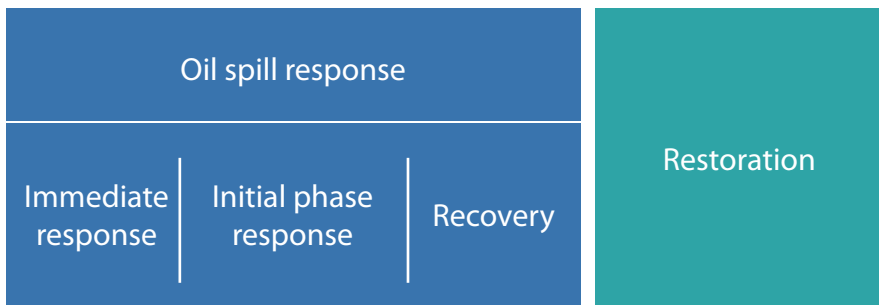 Oil spill response
Immediate
response
Initial phase
response
Recovery
Restoration